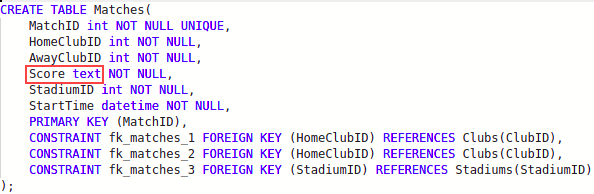 CREATE TABLE Matches(
MatchID int NOT NULL UNIQUE,
HomeClubID int NOT NULL,
AwayClubID int NOT NULL,
Score text NOT NULL,
StadiumID int NOT NULL,
StartTime datetime NOT NULL,
PRIMARY KEY (MatchID),
CONSTRAINT fk_matches_1 FOREIGN KEY (HomeClubID) REFERENCES Clubs(ClubID),
CONSTRAINT fk_matches_2 FOREIGN KEY (HomeClubID) REFERENCES Clubs(ClubID),
CONSTRAINT fk_matches_3 FOREIGN KEY (StadiumID) REFERENCES Stadiums(StadiumID)
);